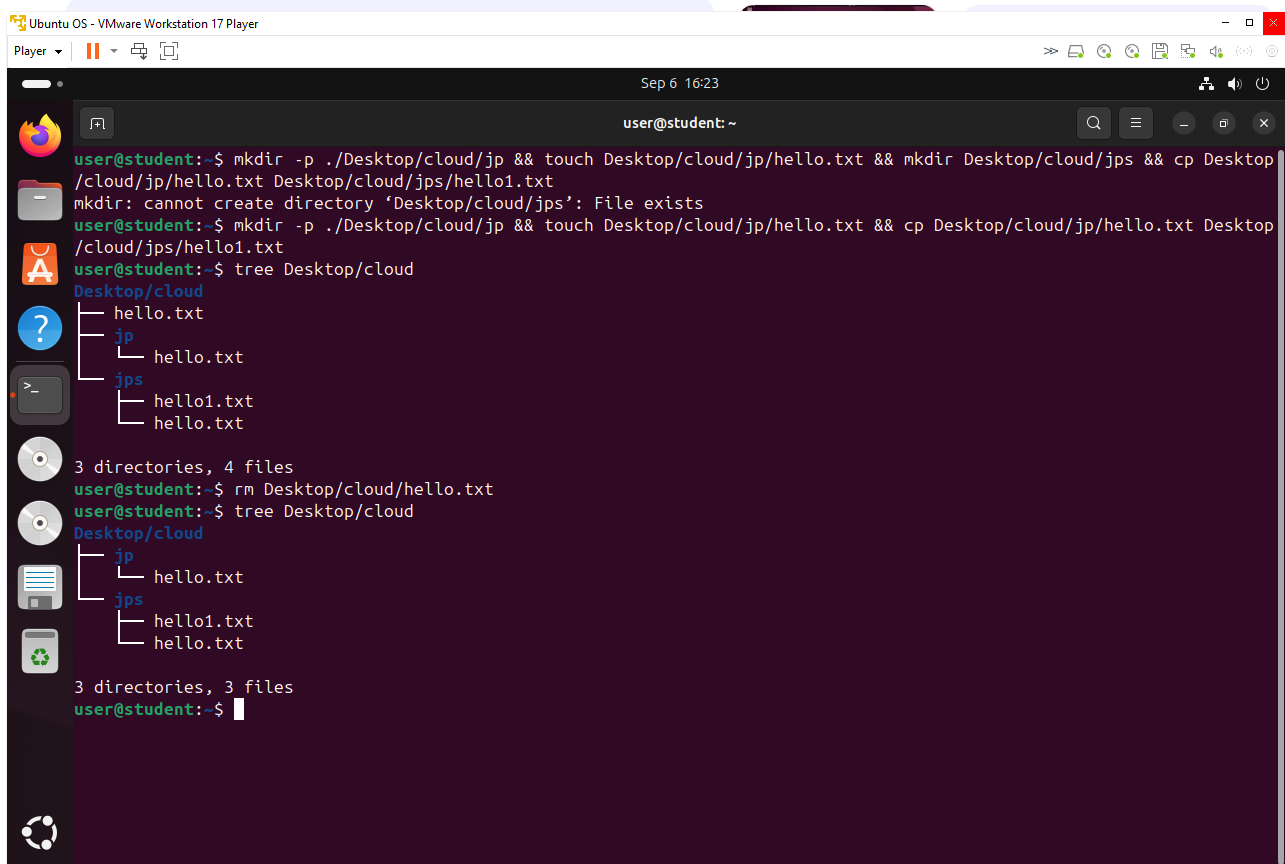 Ubuntu OS - VMware Workstation 17 Player
Player
Sep 6 16:23
user@student: ~
user@student:~$ mkdir -p ./Desktop/cloud/jp && touch Desktop/cloud/jp/hello.txt && mkdir Desktop/cloud/jps && cp Desktop
/cloud/jp/hello.txt Desktop/cloud/jps/hello1.txt
mkdir: cannot create directory ‘Desktop/cloud/jps’: File exists
user@student:~$ mkdir -p ./Desktop/cloud/jp && touch Desktop/cloud/jp/hello.txt && cp Desktop/cloud/jp/hello.txt Desktop
/cloud/jps/hello1.txt
user@student:~$ tree Desktop/cloud
Desktop/cloud
├── hello.txt
├── jp
│   └── hello.txt
└── jps
    ├── hello1.txt
    └── hello.txt

3 directories, 4 files
user@student:~$ rm Desktop/cloud/hello.txt
user@student:~$ tree Desktop/cloud
Desktop/cloud
├── jp
│   └── hello.txt
└── jps
    ├── hello1.txt
    └── hello.txt

3 directories, 3 files
user@student:~$